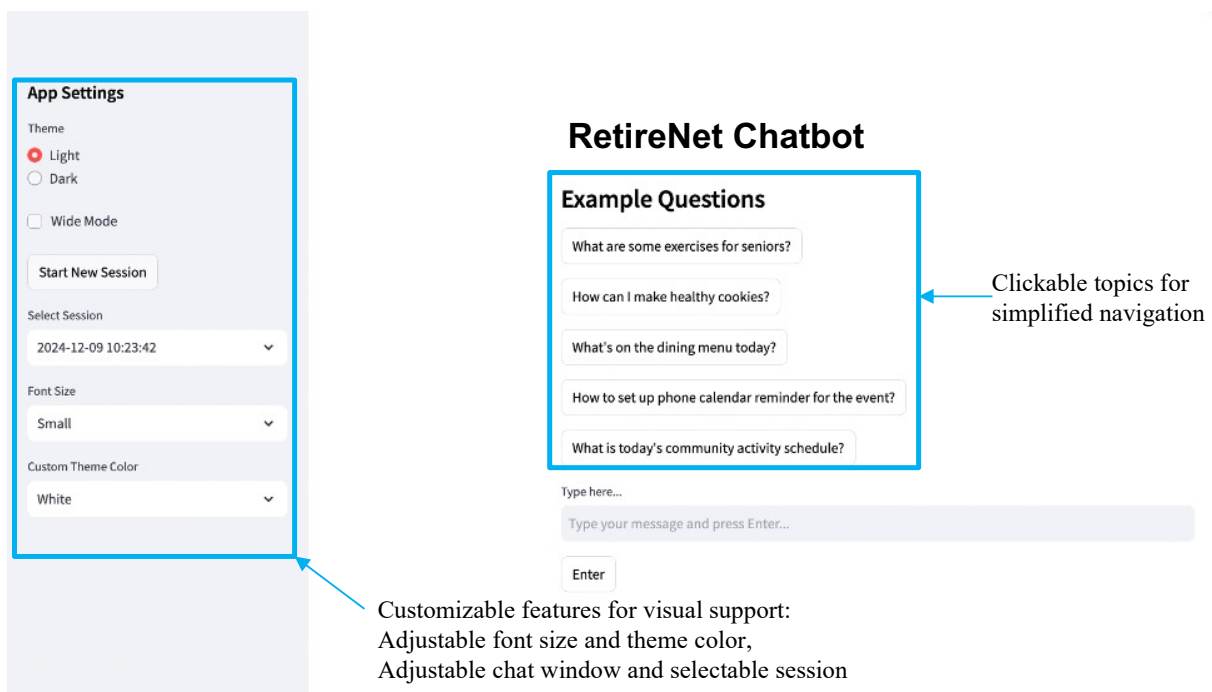 App Settings
Theme
Light
Dark
Wide Mode
Start New Session
Select Session
2024-12-09 10:23:42
Font Size
Small
Custom Theme Color
White
RetireNet Chatbot
Example Questions
What are some exercises for seniors?
How can I make healthy cookies?
What's on the dining menu today?
How to set up phone calendar reminder for the event?
What is today's community activity schedule?
Type here...
Type your message and press Enter...
Enter
Clickable topics for
simplified navigation
Customizable features for visual support:
Adjustable font size and theme color,
Adjustable chat window and selectable session